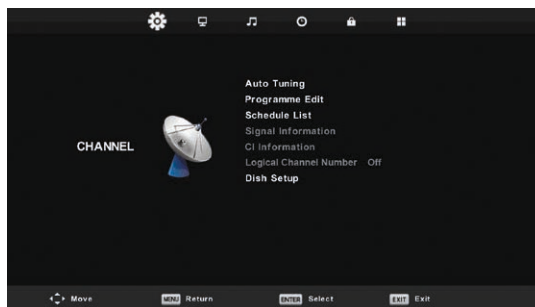 Auto Tuning
Programme Edit
Schedule List
Signal Information
CHANNEL
CI Information
Logical Channel Number Off
Dish Setup
Move MENU Return ENTER Select EXIT Exit